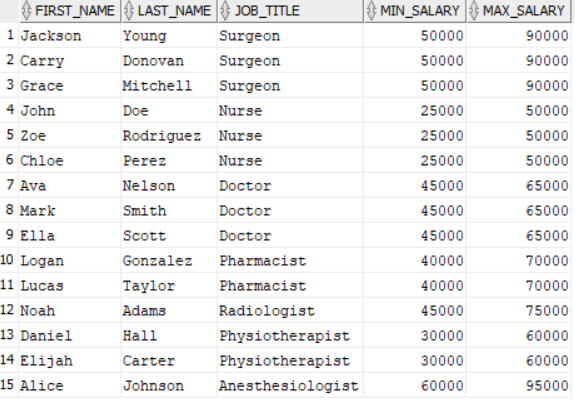 FIRST_NAME LAST_NAME JOB_TITLE MIN_SALARY MAX_SALARY
1 Jackson Young Surgeon 50000 90000
2 Carry Donovan Surgeon 50000 90000
3 Grace Mitchell Surgeon 50000 90000
4 John Doe Nurse 25000 50000
5 Zoe Rodriguez Nurse 25000 50000
6 Chloe Perez Nurse 25000 50000
7 Ava Nelson Doctor 45000 65000
8 Mark Smith Doctor 45000 65000
9 Ella Scott Doctor 45000 65000
10 Logan Gonzalez Pharmacist 40000 70000
11 Lucas Taylor Pharmacist 40000 70000
12 Noah Adams Radiologist 45000 75000
13 Daniel Hall Physiotherapist 30000 60000
14 Elijah Carter Physiotherapist 30000 60000
15 Alice Johnson Anesthesiologist 60000 95000